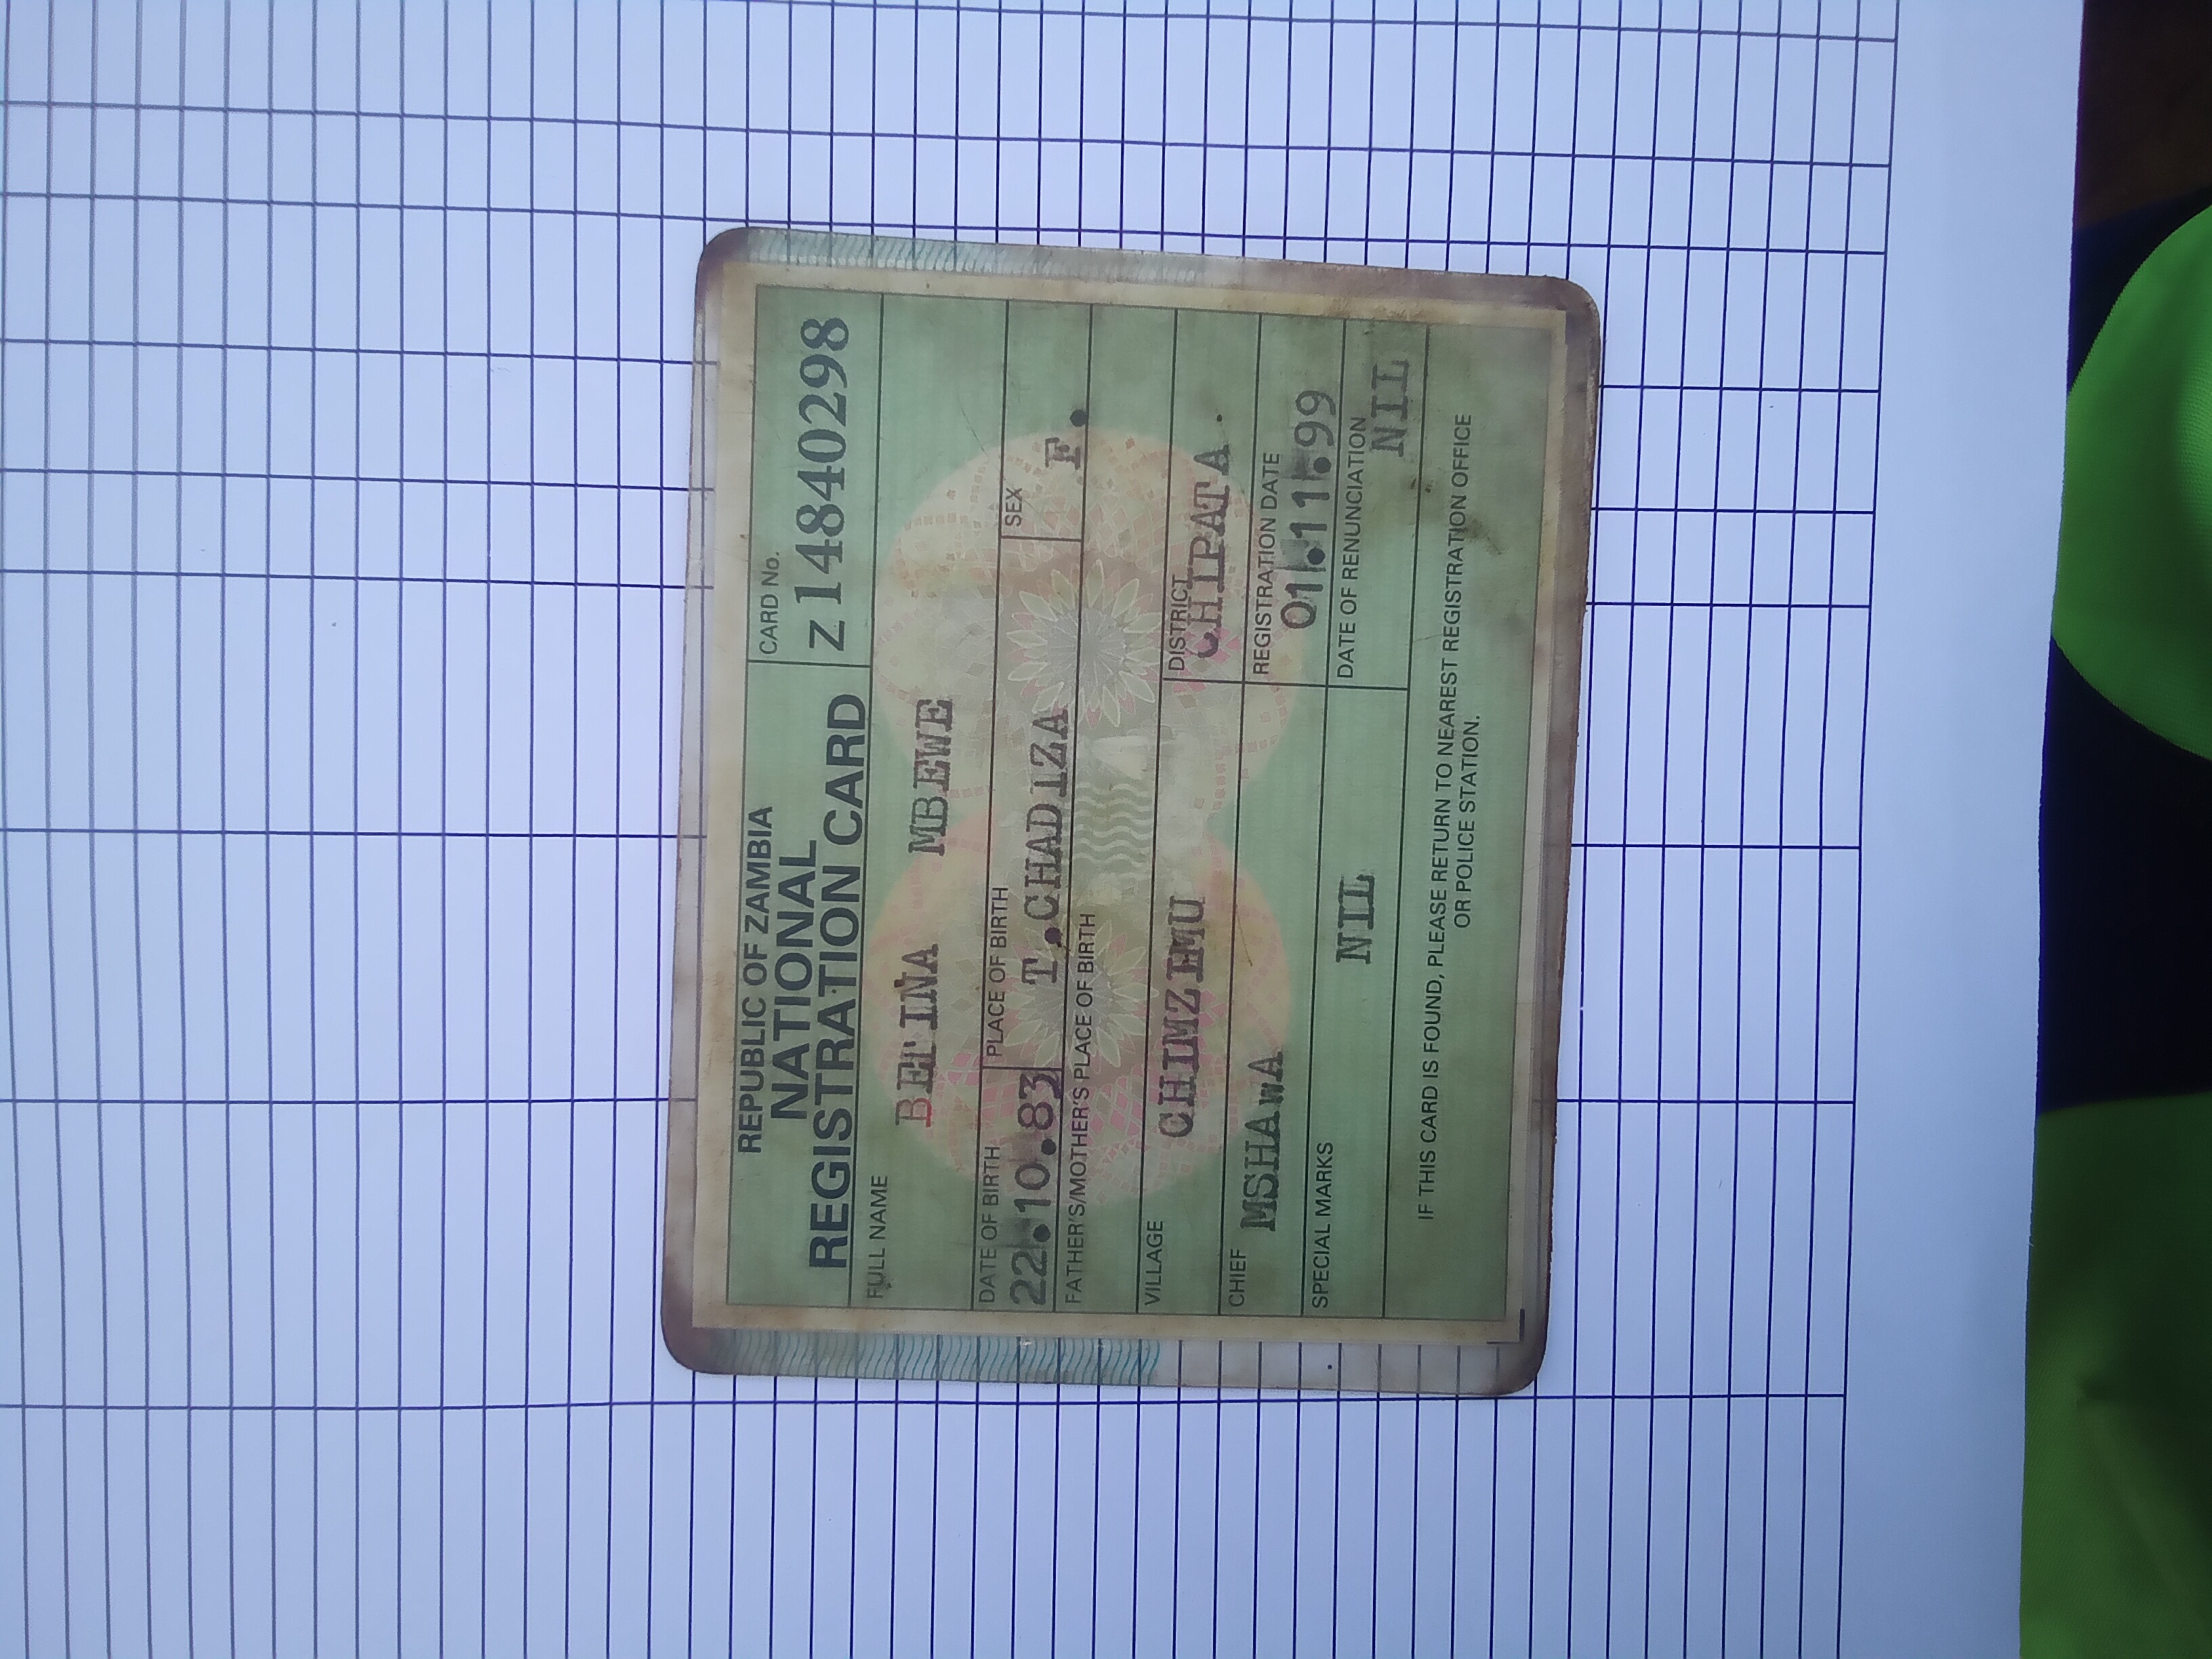 REPUBLIC OF ZAMBIA
NATIONAL
REGISTRATION CARD
CARD No.
Z 14840298
FULL NAME
MBEWE
DATE OF BIRTH
22.10.83
PLACE OF BIRTH
T.CHADIZA
SEX
F.
FATHER'S/MOTHER'S PLACE OF BIRTH
VILLAGE
CHIMZEMU
DISTRICT
CHIPATA.
CHIEF
MSHAWA
REGISTRATION DATE
01.11.99
SPECIAL MARKS
NIL
DATE OF RENUNCIATION
NIL
IF THIS CARD IS FOUND, PLEASE RETURN TO NEAREST REGISTRATION OFFICE
OR POLICE STATION.